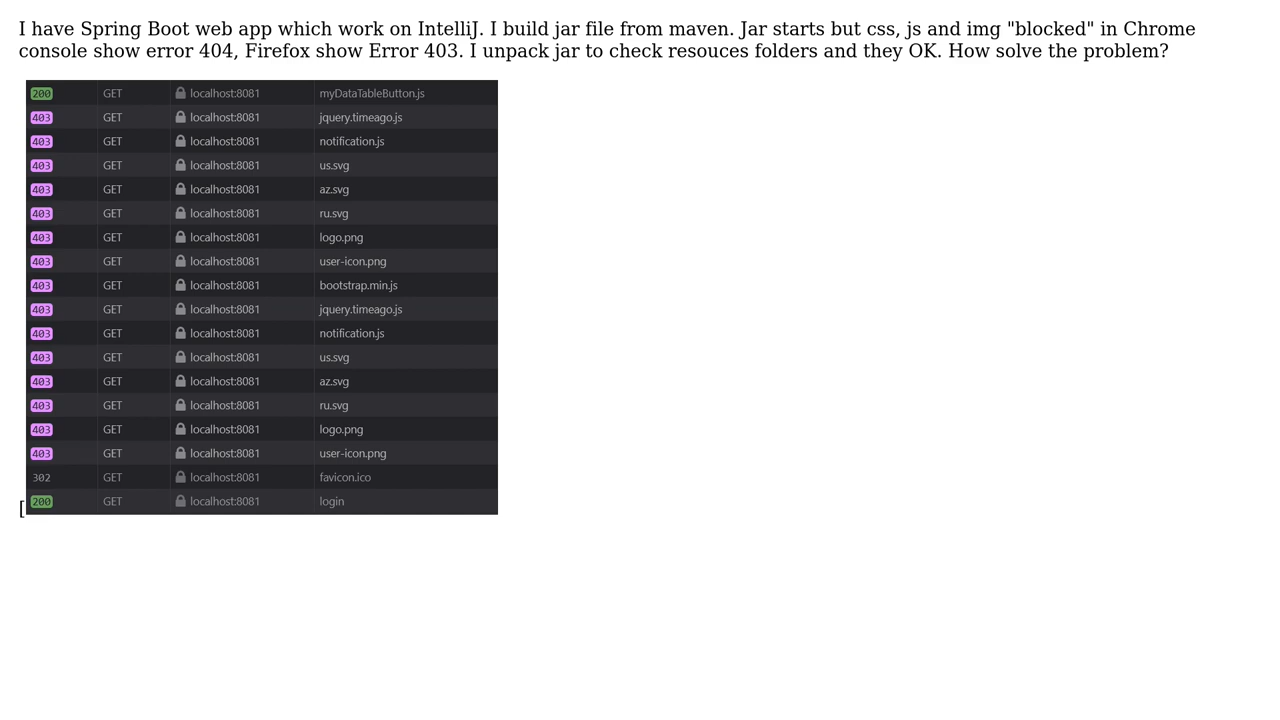 I have Spring Boot web app which work on IntelliJ. I build jar file from maven. Jar starts but css, js and img "blocked" in Chrome
console show error 404, Firefox show Error 403. I unpack jar to check resouces folders and they OK. How solve the problem?
200 GET localhost:8081 myDataTableButton.js
403 GET localhost:8081 jquery.timeago.js
403 GET localhost:8081 notification.js
403 GET localhost:8081 us.svg
403 GET localhost:8081 az.svg
403 GET localhost:8081 ru.svg
403 GET localhost:8081 logo.png
403 GET localhost:8081 user-icon.png
403 GET localhost:8081 bootstrap.min.js
403 GET localhost:8081 jquery.timeago.js
403 GET localhost:8081 notification.js
403 GET localhost:8081 us.svg
403 GET localhost:8081 az.svg
403 GET localhost:8081 ru.svg
403 GET localhost:8081 logo.png
403 GET localhost:8081 user-icon.png
302 GET localhost:8081 favicon.ico
[ 200 GET localhost:8081 login